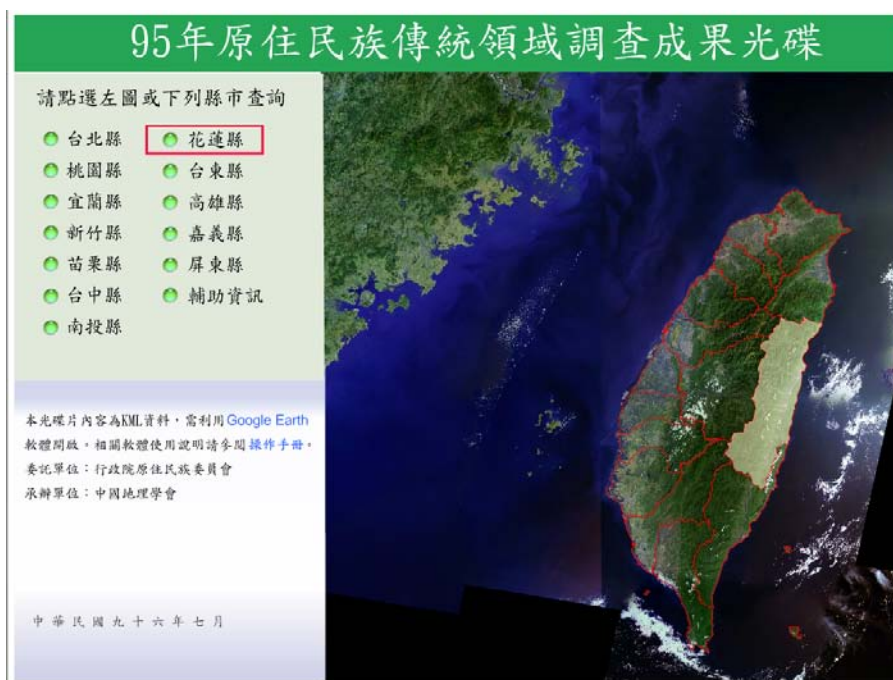 95年原住民族傳統領域調查成果光碟
請點選左圖或下列縣市查詢
台北縣 花蓮縣
桃園縣 台東縣
宜蘭縣 高雄縣
新竹縣 嘉義縣
苗栗縣 屏東縣
台中縣 輔助資訊
南投縣
本光碟片內容為KML資料，需利用Google Earth
軟體開啟。相關軟體使用說明請參閱操作手冊。
委託單位：行政院原住民族委員會
承辦單位：中國地理學會
中華民國九十六年七月